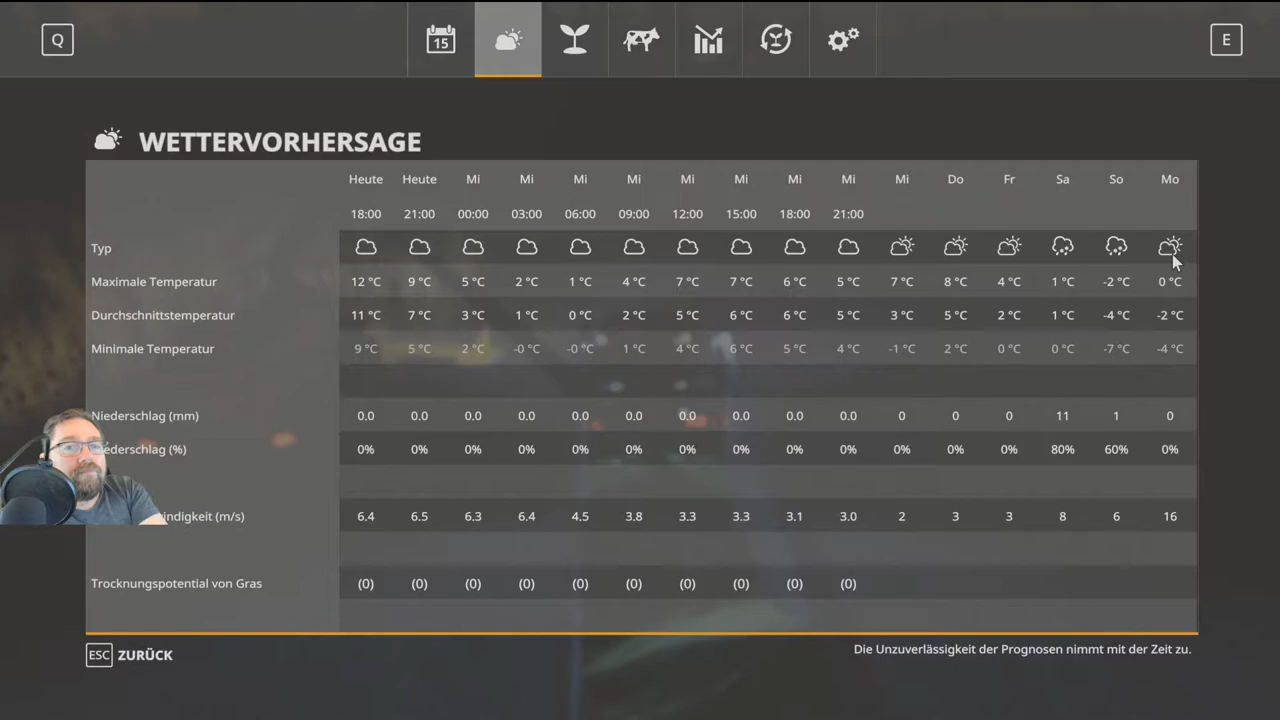 Q
15
E
WETTERVORHERSAGE
Heute Heute Mi Mi Mi Mi Mi Mi Mi Mi Mi Do Fr Sa So Mo
18:00 21:00 00:00 03:00 06:00 09:00 12:00 15:00 18:00 21:00
Typ
Maximale Temperatur 12 °C 9 °C 5 °C 2 °C 1 °C 4 °C 7 °C 7 °C 6 °C 5 °C 7 °C 8 °C 4 °C 1 °C -2 °C 0 °C
Durchschnittstemperatur 11 °C 7 °C 3 °C 1 °C 0 °C 2 °C 5 °C 6 °C 6 °C 5 °C 3 °C 5 °C 2 °C 1 °C -4 °C -2 °C
Minimale Temperatur 9 °C 5 °C 2 °C -0 °C -0 °C 1 °C 4 °C 6 °C 5 °C 4 °C -1 °C 2 °C 0 °C 0 °C -7 °C -4 °C
Niederschlag (mm) 0.0 0.0 0.0 0.0 0.0 0.0 0.0 0.0 0.0 0.0 0 0 0 11 1 0
ederschlag (%) 0% 0% 0% 0% 0% 0% 0% 0% 0% 0% 0% 0% 0% 80% 60% 0%
indigkeit (m/s) 6.4 6.5 6.3 6.4 4.5 3.8 3.3 3.3 3.1 3.0 2 3 3 8 6 16
Trocknungspotential von Gras (0) (0) (0) (0) (0) (0) (0) (0) (0) (0)
ESC ZURÜCK
Die Unzuverlässigkeit der Prognosen nimmt mit der Zeit zu.